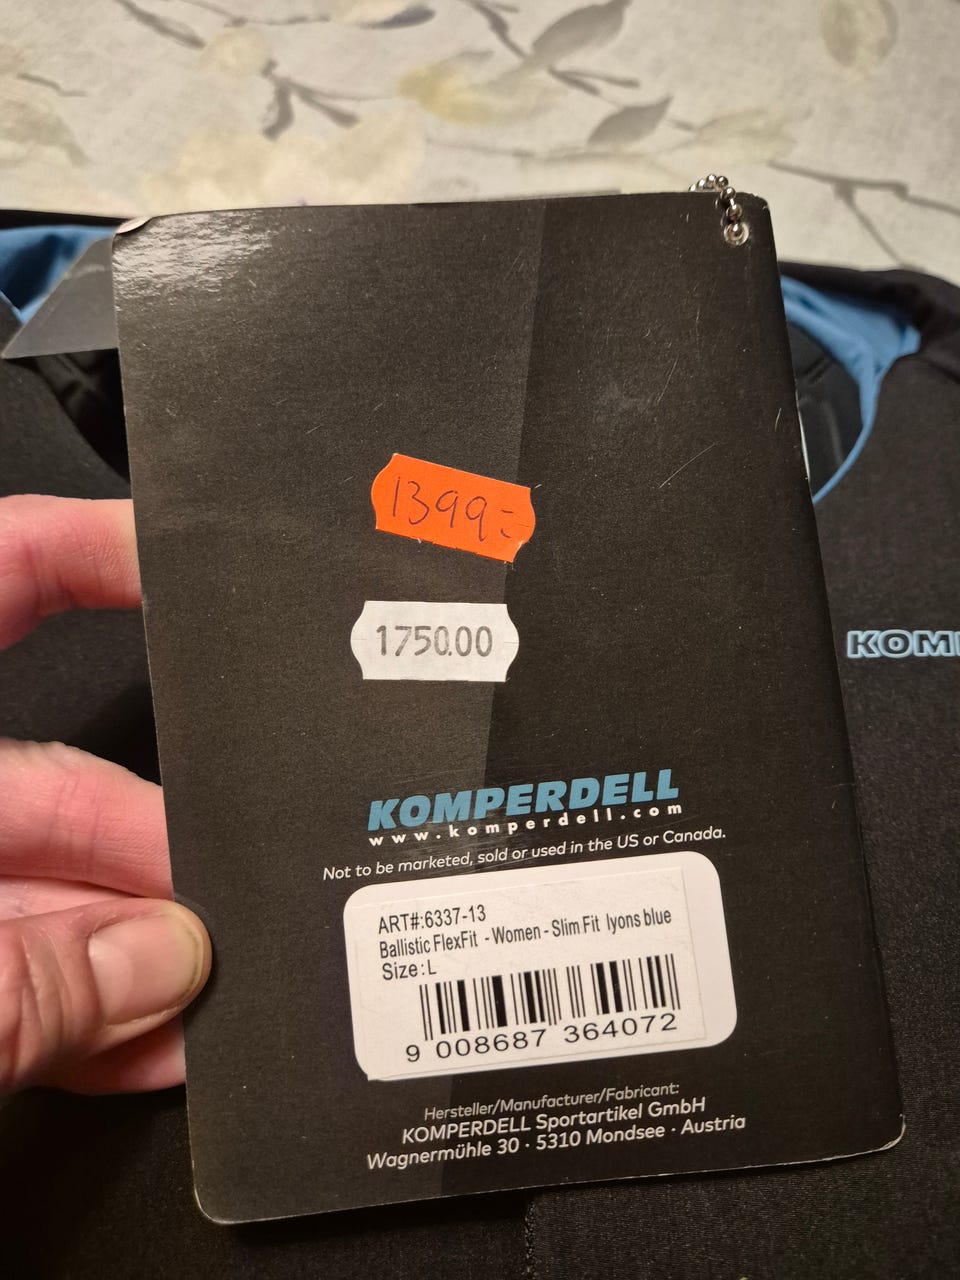 1399:-
1750.00
KOMPERDELL
www.komperdell.com
Not to be marketed, sold or used in the US or Canada.
ART#:6337-13
Ballistic FlexFit - Women - Slim Fit lyons blue
Size: L
9 008687 364072
Hersteller/Manufacturer/Fabricant:
KOMPERDELL Sportartikel GmbH
Wagnermühle 30 · 5310 Mondsee · Austria
KOM